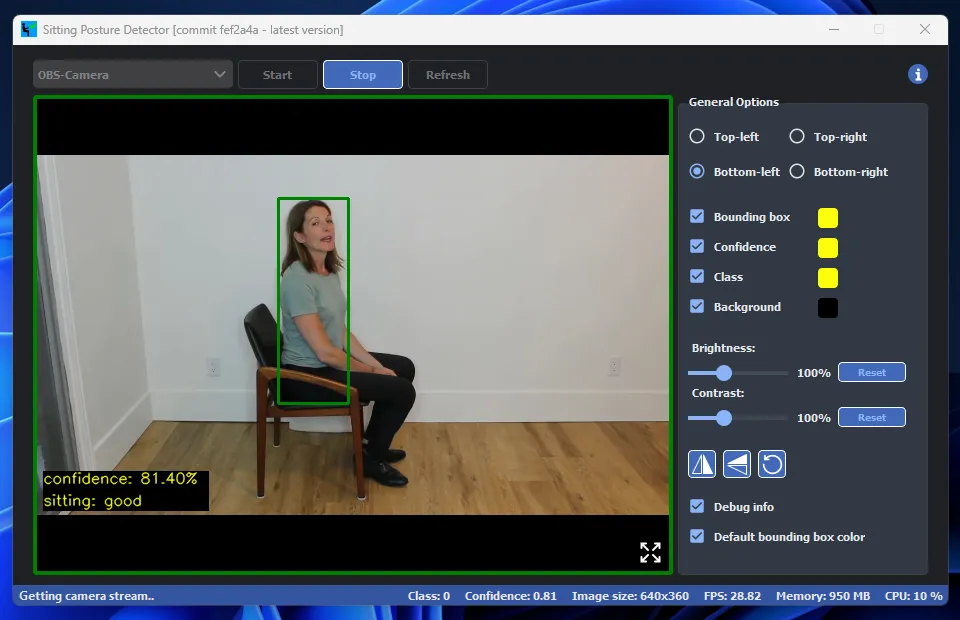 Sitting Posture Detector [commit fef2a4a - latest version]
OBS-Camera Start Stop Refresh
General Options
Top-left Top-right
Bottom-left Bottom-right
Bounding box
Confidence
Class
Background
Brightness:
100% Reset
Contrast:
100% Reset
Debug info
Default bounding box color
confidence: 81.40%
sitting: good
Getting camera stream.. Class: 0 Confidence: 0.81 Image size: 640x360 FPS: 28.82 Memory: 950 MB CPU: 10 %